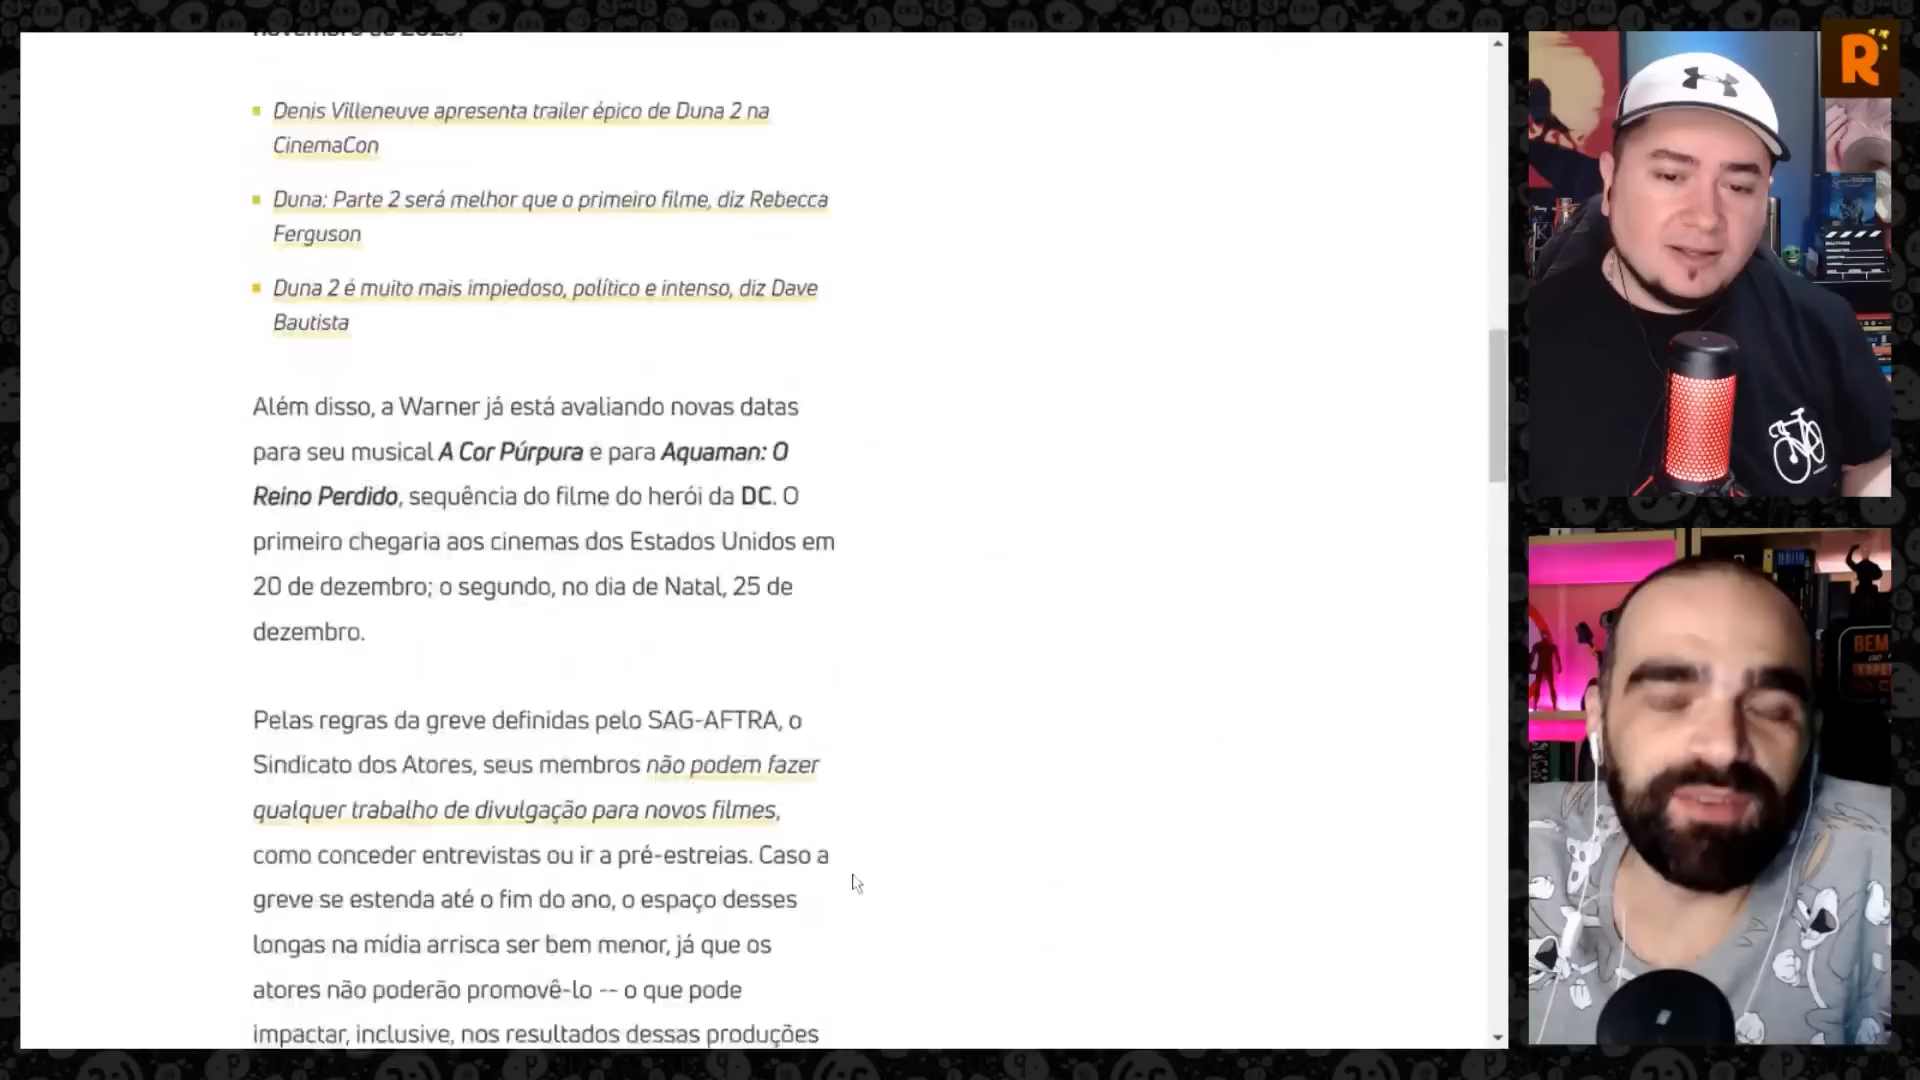 novembro de 2023.
Denis Villeneuve apresenta trailer épico de Duna 2 na
CinemaCon
Duna: Parte 2 será melhor que o primeiro filme, diz Rebecca
Ferguson
Duna 2 é muito mais impiedoso, político e intenso, diz Dave
Bautista
Além disso, a Warner já está avaliando novas datas
para seu musical A Cor Púrpura e para Aquaman: O
Reino Perdido, sequência do filme do herói da DC. O
primeiro chegaria aos cinemas dos Estados Unidos em
20 de dezembro; o segundo, no dia de Natal, 25 de
dezembro.
Pelas regras da greve definidas pelo SAG-AFTRA, o
Sindicato dos Atores, seus membros não podem fazer
qualquer trabalho de divulgação para novos filmes,
como conceder entrevistas ou ir a pré-estreias. Caso a
greve se estenda até o fim do ano, o espaço desses
longas na mídia arrisca ser bem menor, já que os
atores não poderão promovê-lo -- o que pode
impactar, inclusive, nos resultados dessas produções
R
BEM